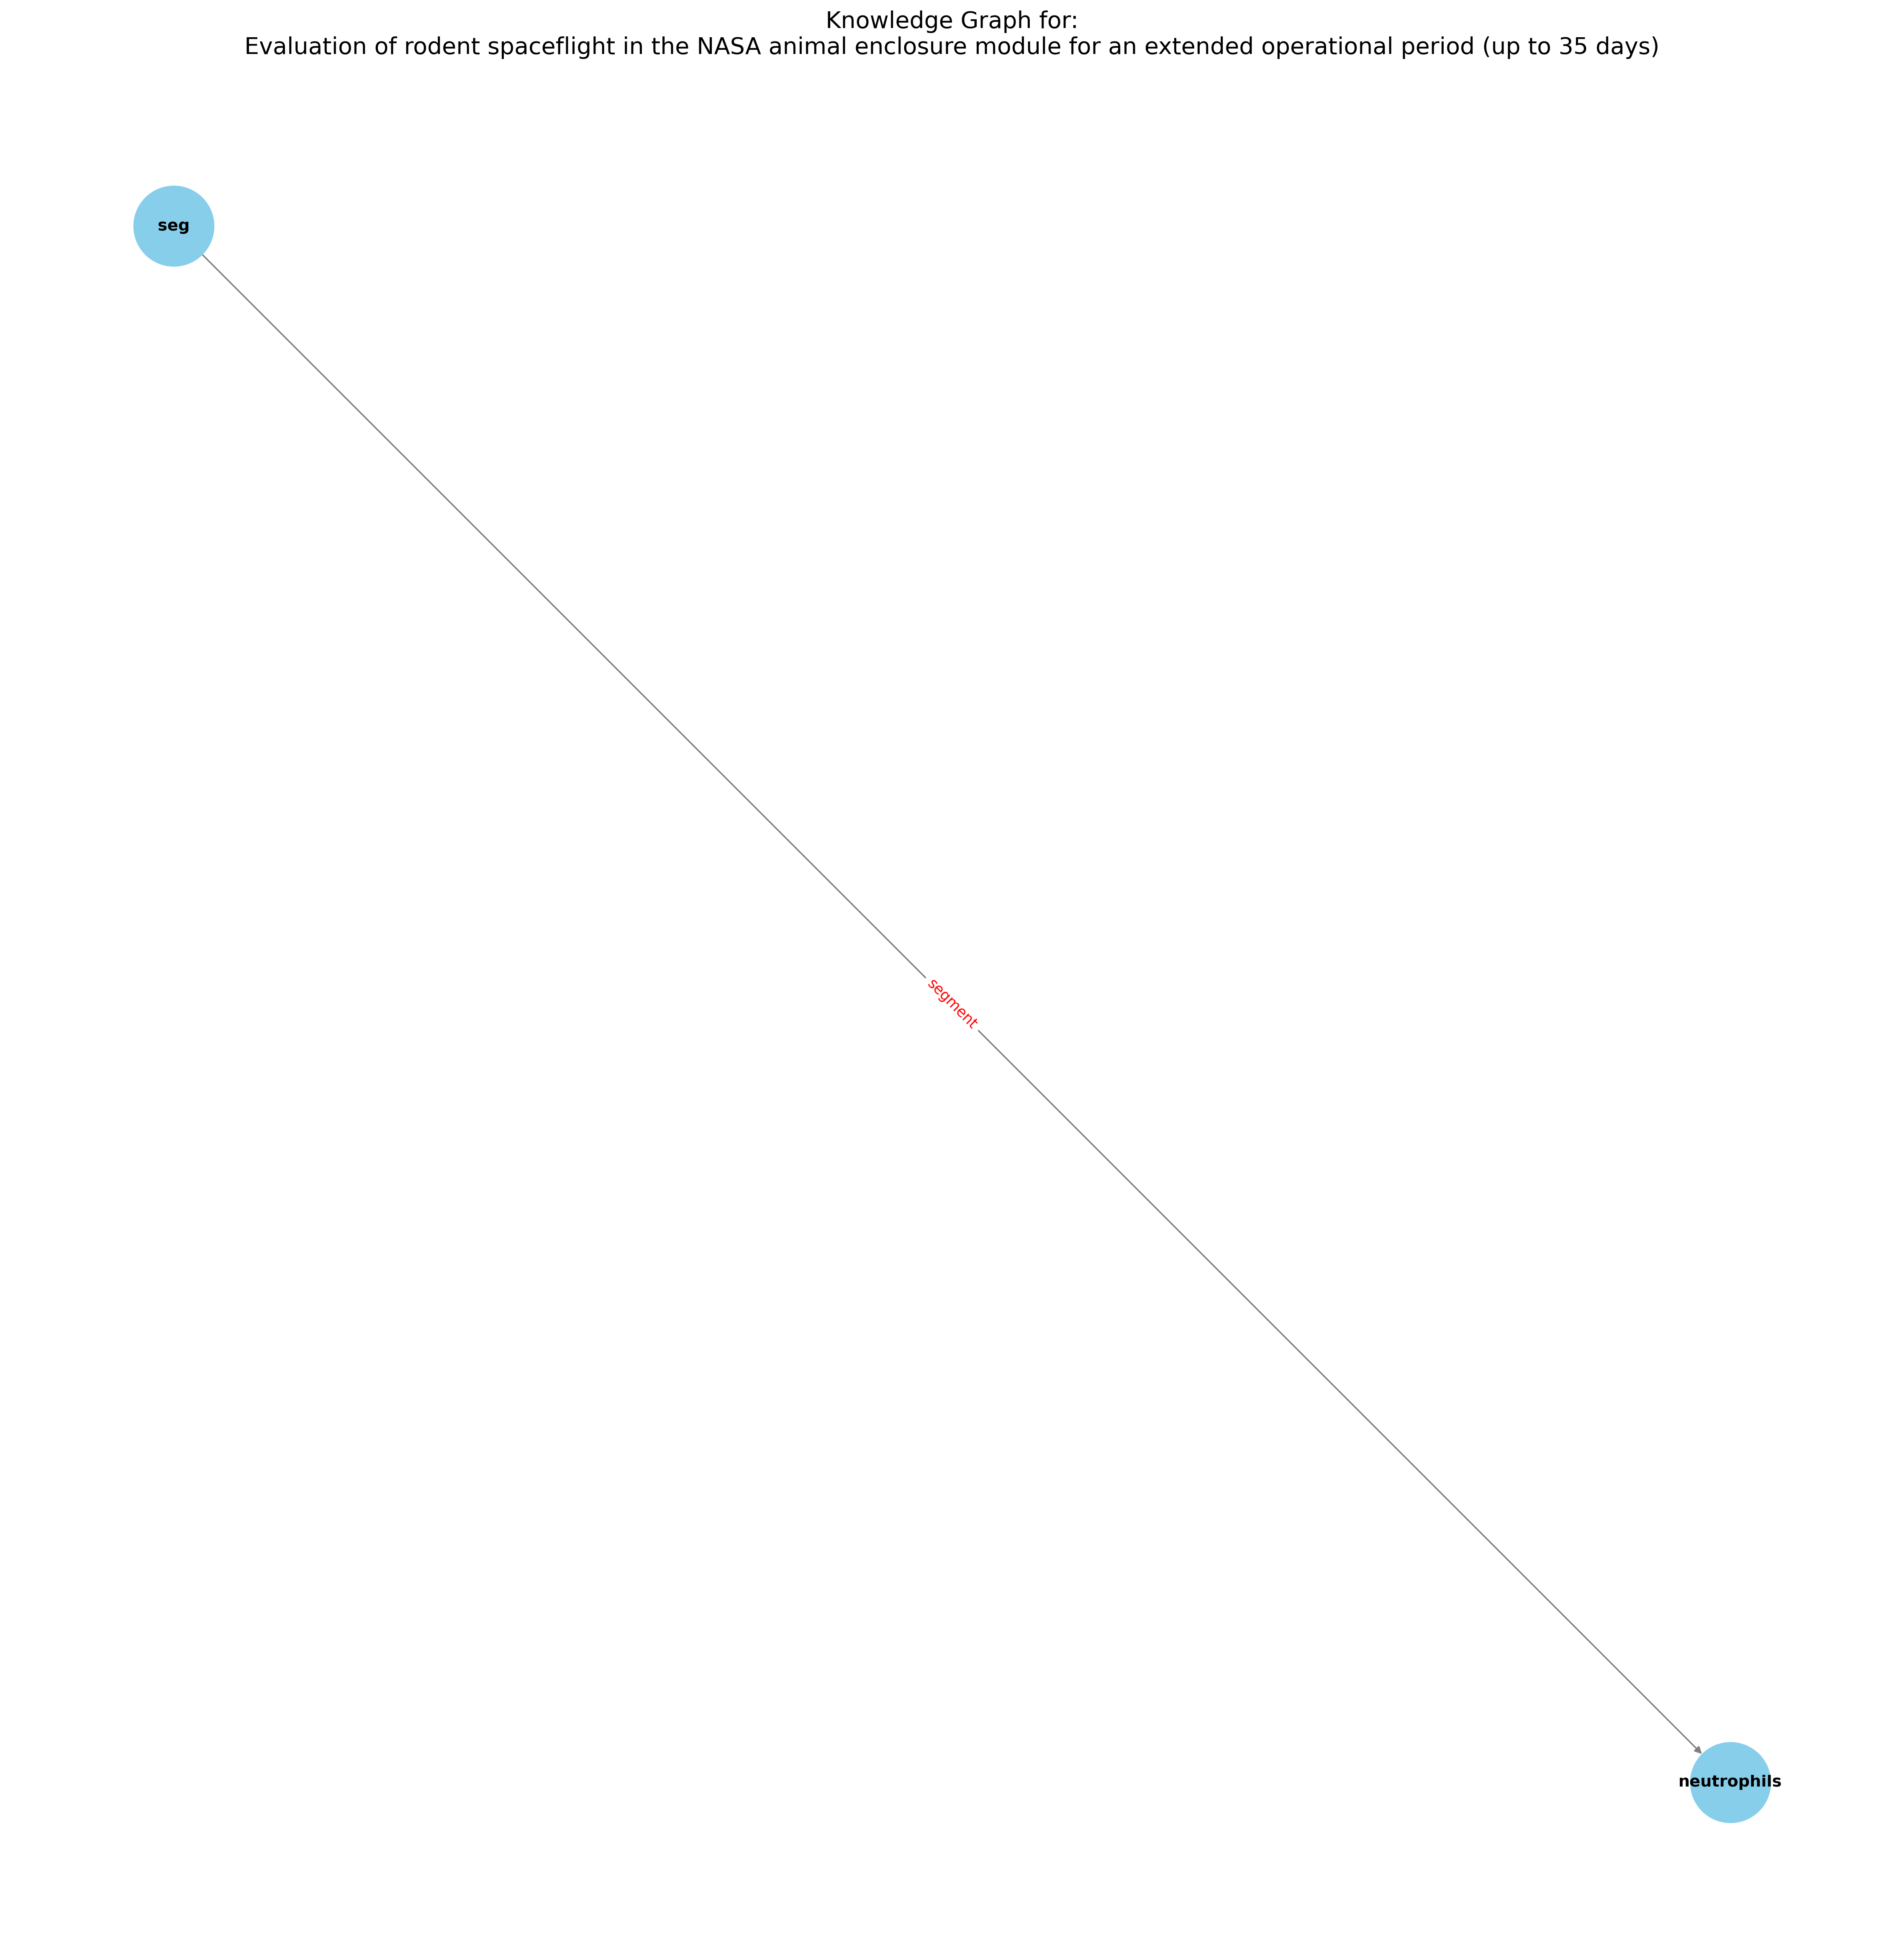 Knowledge Graph for:
Evaluation of rodent spaceflight in the NASA animal enclosure module for an extended operational period (up to 35 days)
seg
segment
neutrophils